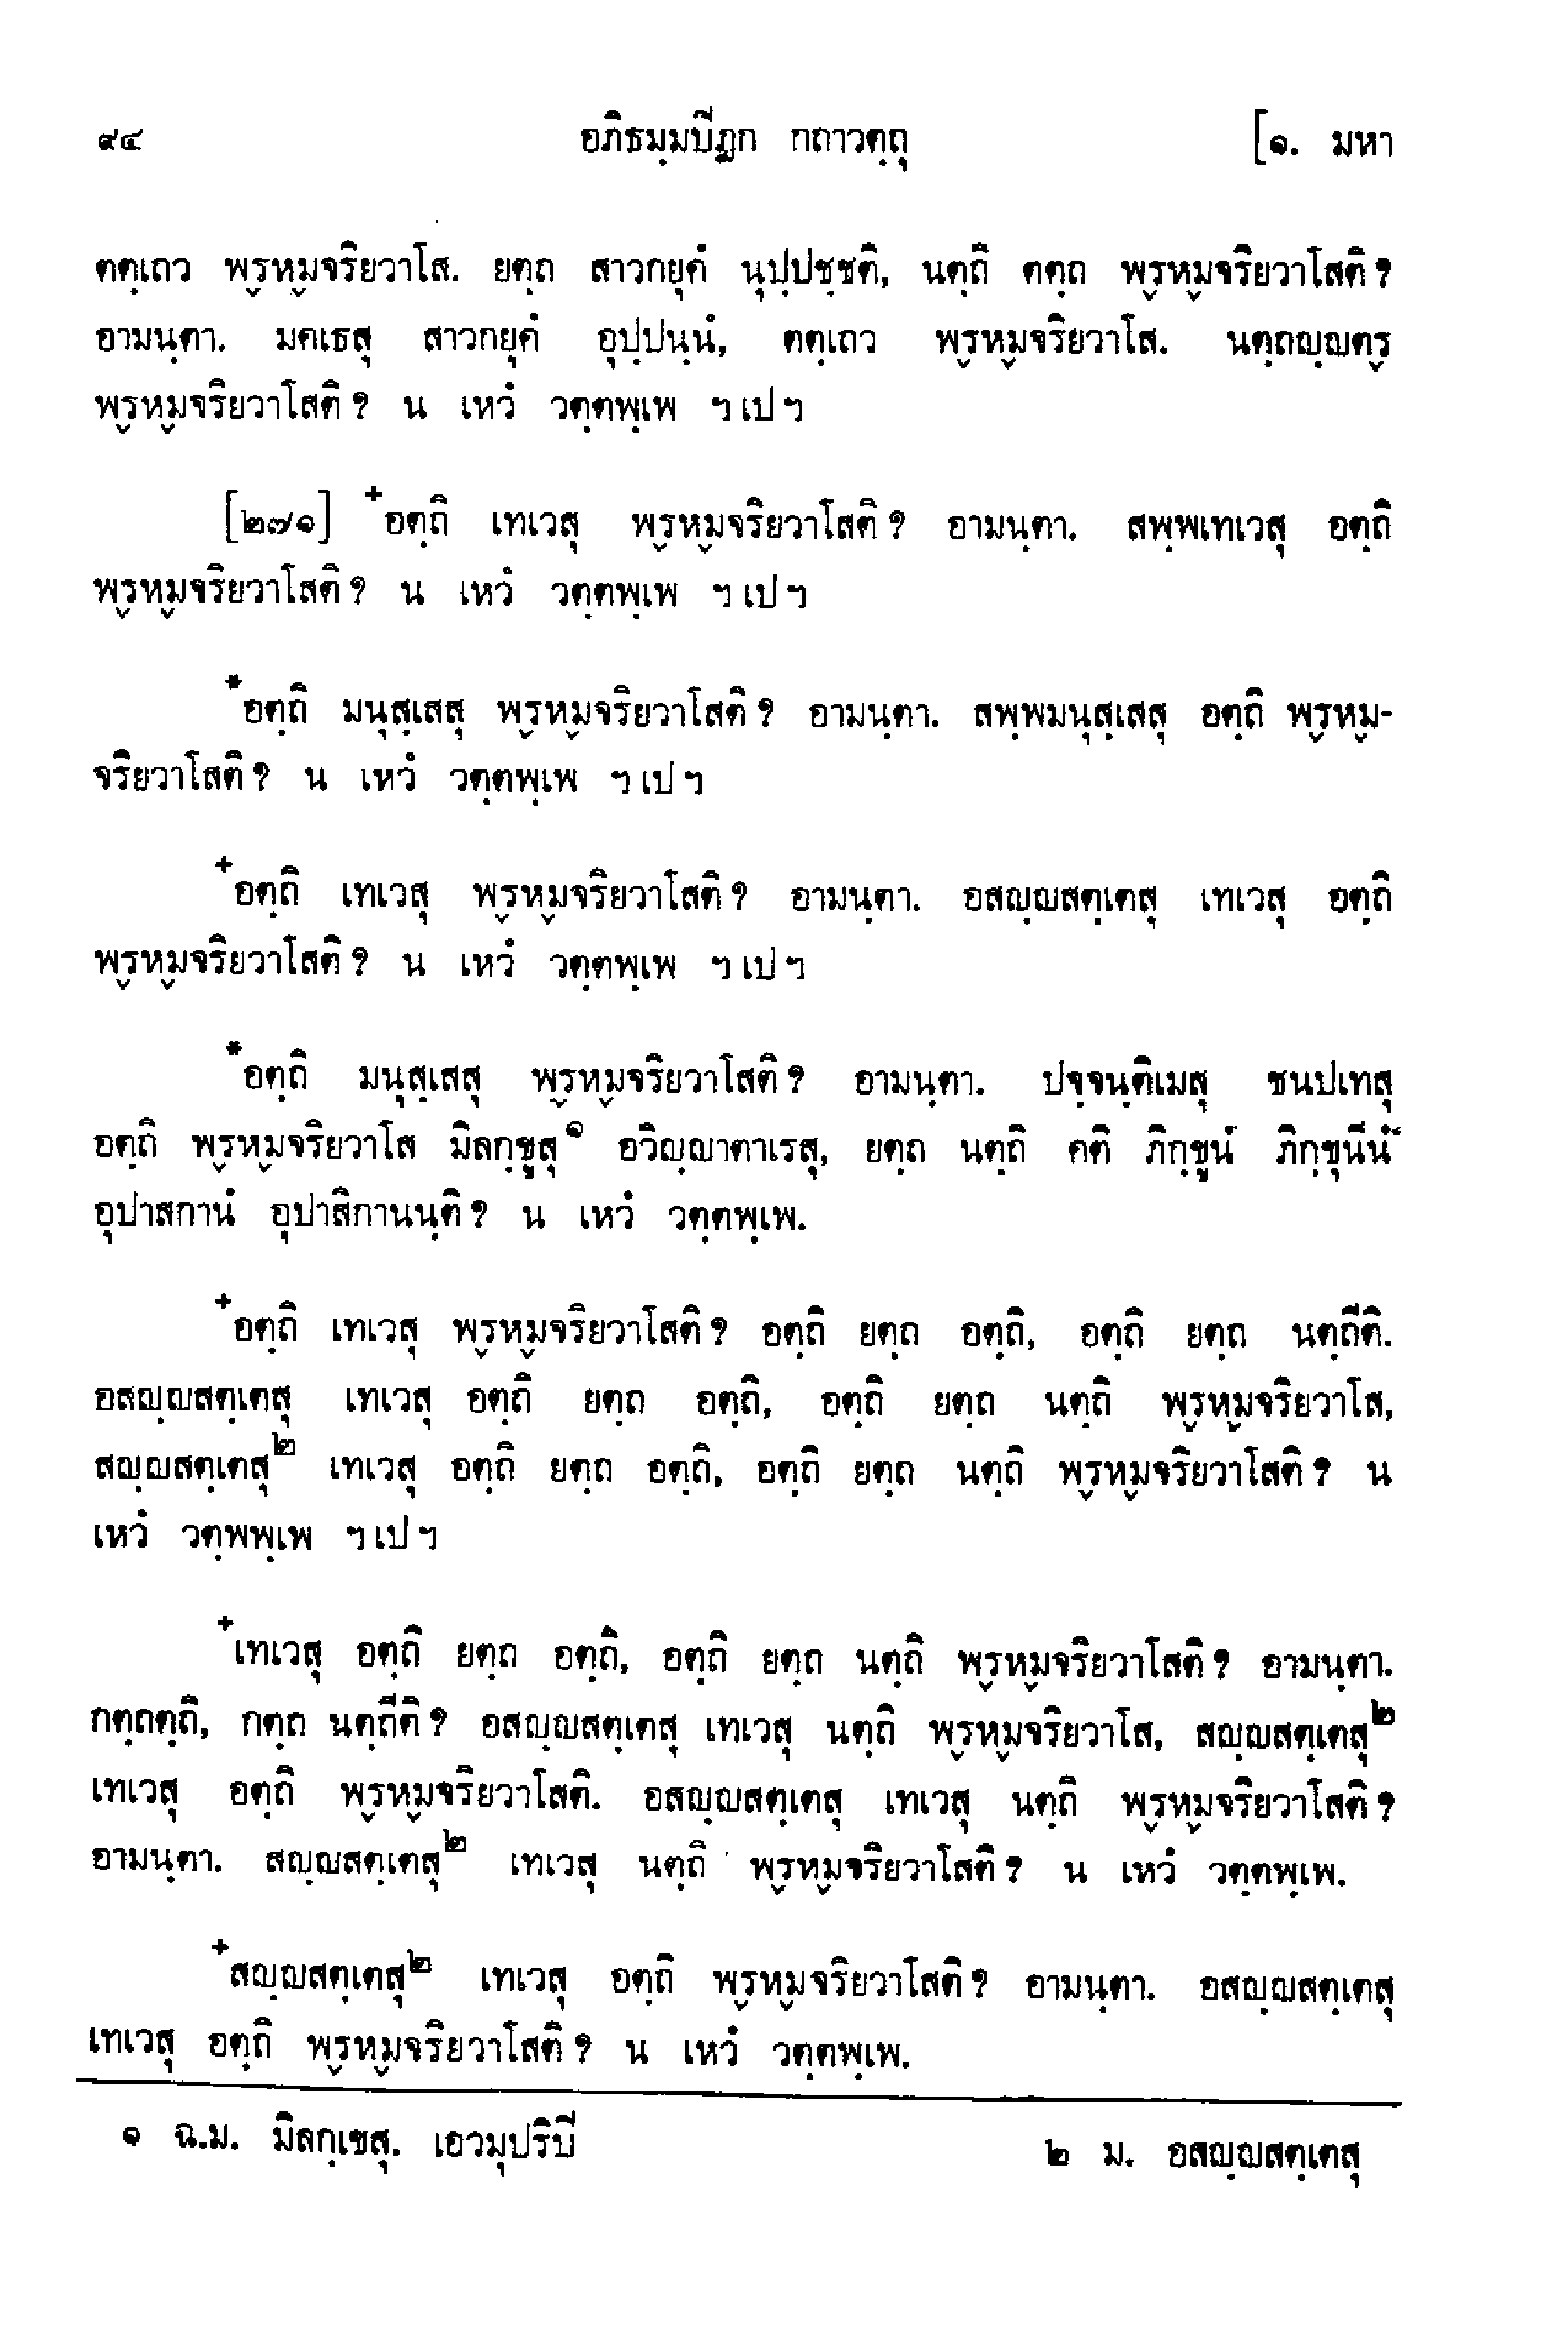 ๙๔ อภิธมฺมปิฏก กถาวตฺถุ [๑. มหา
ตตฺเถว พฺรหฺมจริยวาโส. ยตฺถ สาวกยุคํ นุปฺปชฺชติ, นตฺถิ ตตฺถ พฺรหฺมจริยวาโสติ?
อามนฺตา. มคเธสุ สาวกยุคํ อุปฺปนฺนํ, ตตฺเถว พฺรหฺมจริยวาโส. นตฺถญฺญตฺร
พฺรหฺมจริยวาโสติ? น เหวํ วตฺตพฺเพ ฯ เป ฯ
[๒๗๑] +อตฺถิ เทเวสุ พฺรหฺมจริยวาโสติ? อามนฺตา. สพฺพเทเวสุ อตฺถิ
พฺรหฺมจริยวาโสติ? น เหวํ วตฺตพฺเพ ฯ เป ฯ
*อตฺถิ มนุสฺเสสุ พฺรหฺมจริยวาโสติ? อามนฺตา. สพฺพมนุสฺเสสุ อตฺถิ พฺรหฺม-
จริยวาโสติ? น เหวํ วตฺตพฺเพ ฯ เป ฯ
+อตฺถิ เทเวสุ พฺรหฺมจริยวาโสติ? อามนฺตา. อสญฺญสตฺเตสุ เทเวสุ อตฺถิ
พฺรหฺมจริยวาโสติ? น เหวํ วตฺตพฺเพ ฯ เป ฯ
*อตฺถิ มนุสฺเสสุ พฺรหฺมจริยวาโสติ? อามนฺตา. ปจฺจนฺติเมสุ ชนปเทสุ
อตฺถิ พฺรหฺมจริยวาโส มิลกฺขูสุ๑ อวิญฺญาตาเรสุ, ยตฺถ นตฺถิ คติ ภิกฺขูนํ ภิกฺขุนีนํ
อุปาสกานํ อุปาสิกานนฺติ? น เหวํ วตฺตพฺเพ.
+อตฺถิ เทเวสุ พฺรหฺมจริยวาโสติ? อตฺถิ ยตฺถ อตฺถิ, อตฺถิ ยตฺถ นตฺถีติ.
อสญฺญสตฺเตสุ เทเวสุ อตฺถิ ยตฺถ อตฺถิ, อตฺถิ ยตฺถ นตฺถิ พฺรหฺมจริยวาโส,
สญฺญสตฺเตสุ๒ เทเวสุ อตฺถิ ยตฺถ อตฺถิ, อตฺถิ ยตฺถ นตฺถิ พฺรหฺมจริยวาโสติ? น
เหวํ วตฺพพฺเพ ฯ เป ฯ
+เทเวสุ อตฺถิ ยตฺถ อตฺถิ, อตฺถิ ยตฺถ นตฺถิ พฺรหฺมจริยวาโสติ? อามนฺตา.
กตฺถตฺถิ, กตฺถ นตฺถีติ? อสญฺญสตฺเตสุ เทเวสุ นตฺถิ พฺรหฺมจริยวาโส, สญฺญสตฺเตสุ๒
เทเวสุ อตฺถิ พฺรหฺมจริยวาโสติ. อสญฺญสตฺเตสุ เทเวสุ นตฺถิ พฺรหฺมจริยวาโสติ?
อามนฺตา. สญฺญสตฺเตสุ๒ เทเวสุ นตฺถิ พฺรหฺมจริยวาโสติ? น เหวํ วตฺตพฺเพ.
+สญฺญสตฺเตสุ๒ เทเวสุ อตฺถิ พฺรหฺมจริยวาโสติ? อามนฺตา. อสญฺญสตฺเตสุ
เทเวสุ อตฺถิ พฺรหฺมจริยวาโสติ? น เหวํ วตฺตพฺเพ.
๑ ฉ.ม. มิลกฺเขสุ. เอวมุปริปิ ๒ ม. อสญฺญสตฺเตสุ